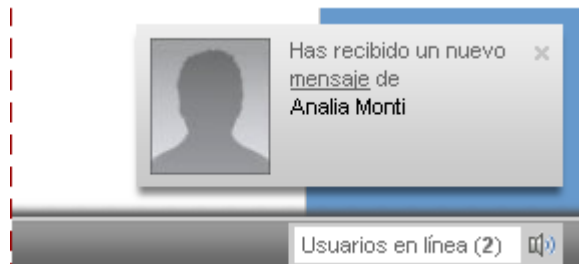 Has recibido un nuevo
mensaje de
Analia Monti
Usuarios en línea (2)